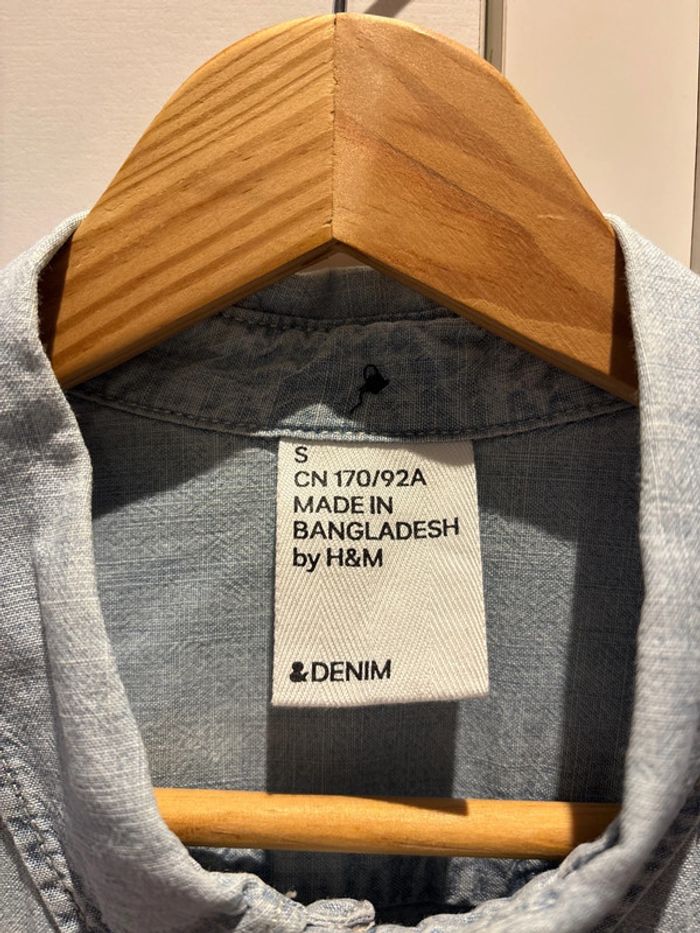 S
CN 170/92A
MADE IN
BANGLADESH
by H&M
&DENIM